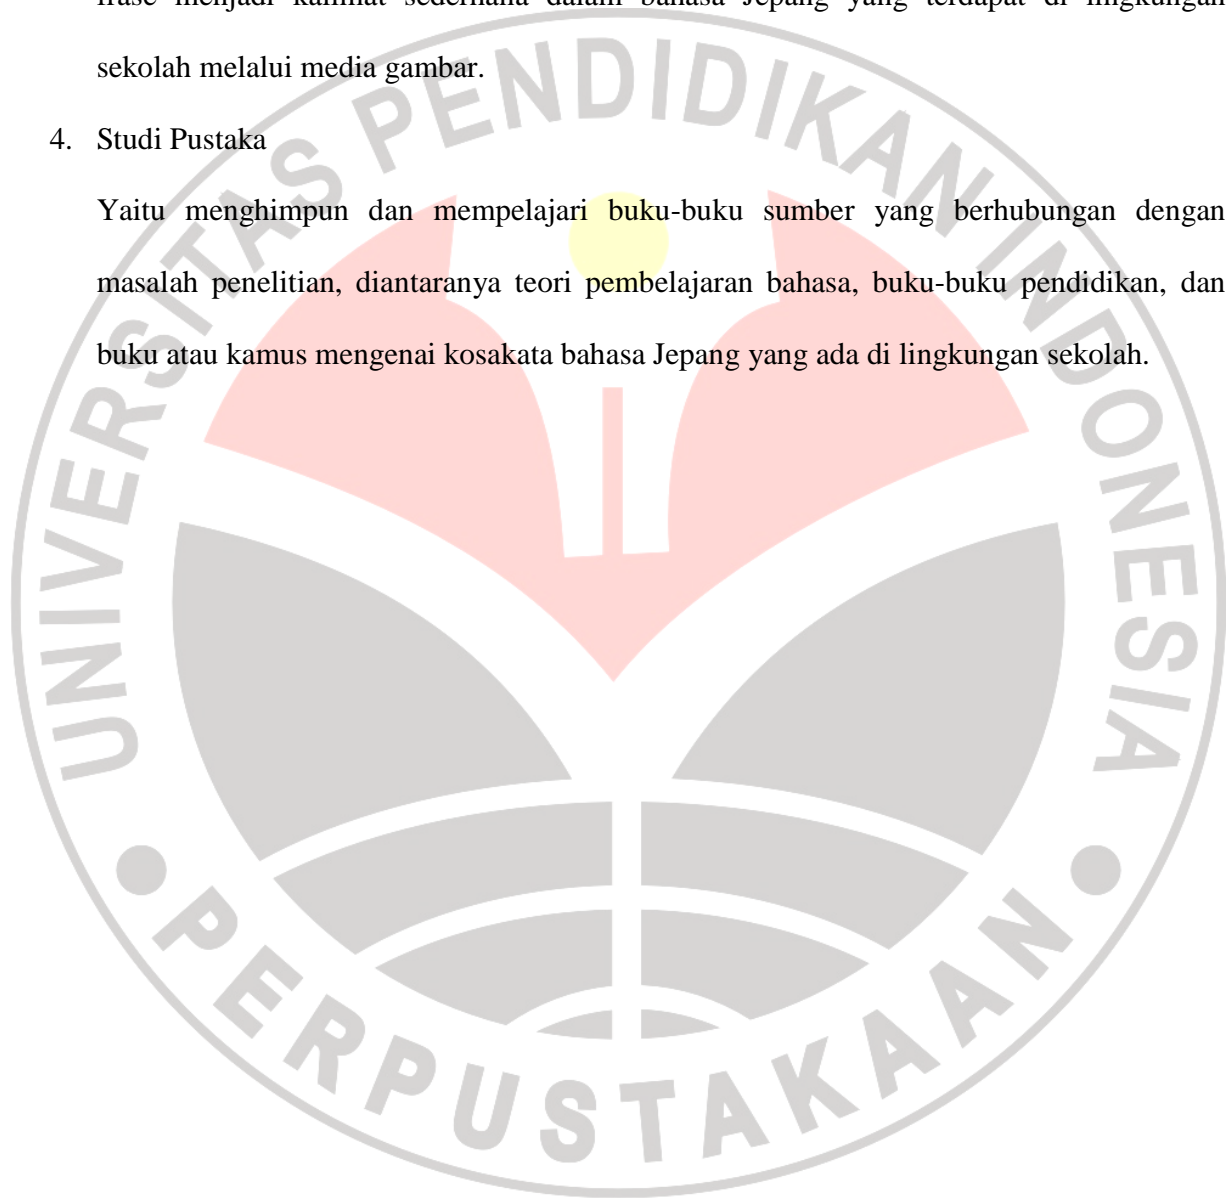 frase menjadi kalimat sederhana dalam bahasa Jepang yang terdapat di lingkungan
sekolah melalui media gambar.
4. Studi Pustaka
Yaitu menghimpun dan mempelajari buku-buku sumber yang berhubungan dengan
masalah penelitian, diantaranya teori pembelajaran bahasa, buku-buku pendidikan, dan
buku atau kamus mengenai kosakata bahasa Jepang yang ada di lingkungan sekolah.
UNIVERSITAS PENDIDIKAN INDONESIA
PERPUSTAKAAN